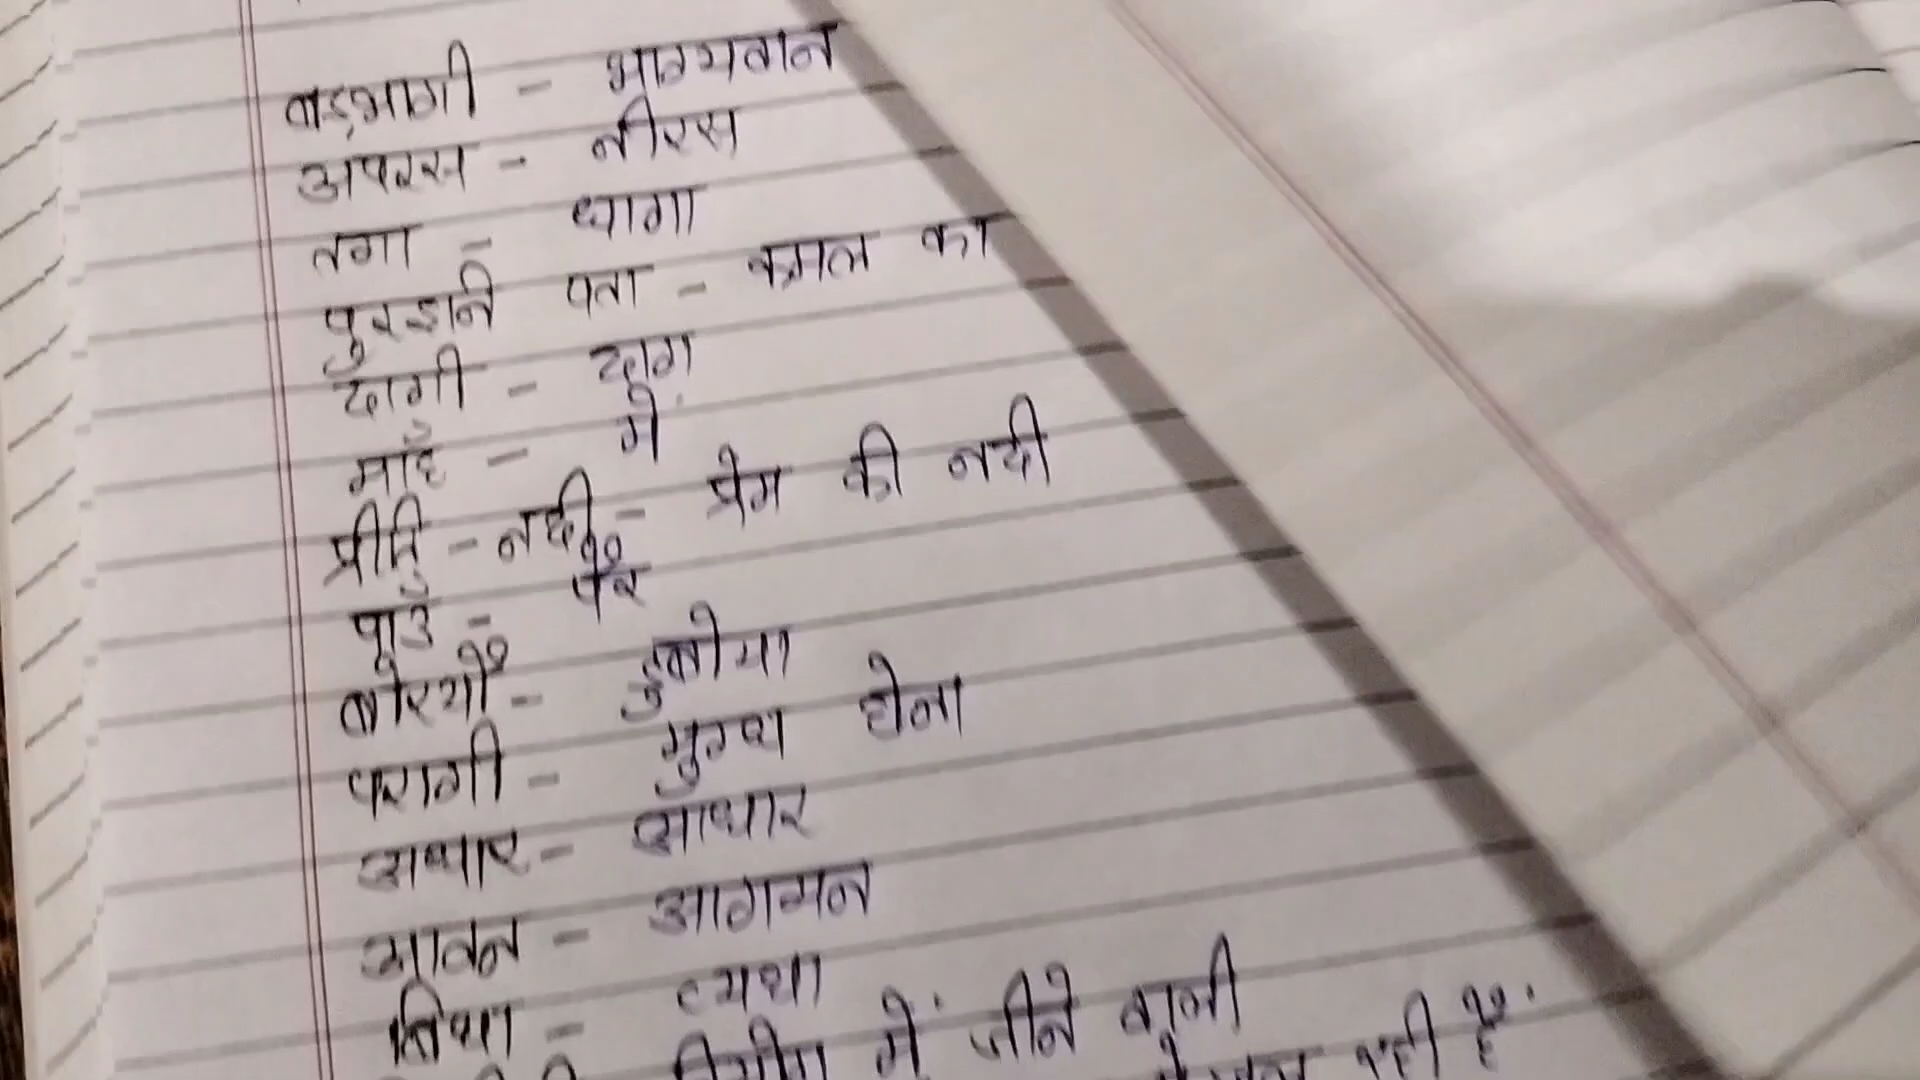 बड़भागी - भाग्यवान
अपरस - नीरस
तगा - धागा
पुरइनि पता - कमल का
दागी - दाग
माहँ - में
प्रीति - नदी - प्रेम की नदी
पाउँ - पैर
बोरयौँ - डुबोया
परागी - मुग्ध होना
अधार - आधार
आवन - आगमन
बिथा - व्यथा
में जीने वाली
रही है